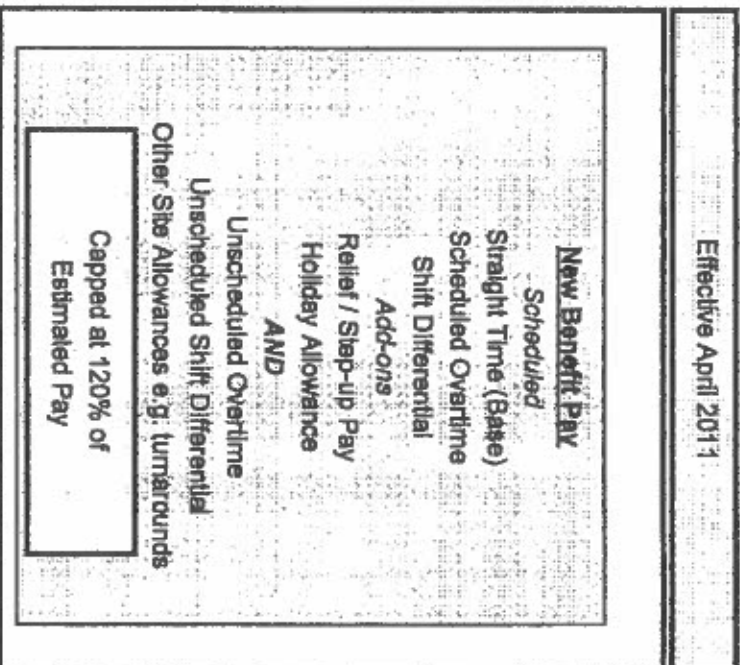 Effective April 2011
New Benefit Pay
Scheduled
Straight Time (Base)
Scheduled Overtime
Shift Differential
Add-ons
Relief / Step-up Pay
Holiday Allowance
AND
Unscheduled Overtime
Unscheduled Shift Differential
Other Site Allowances e.g. turnarounds
Capped at 120% of
Estimated Pay